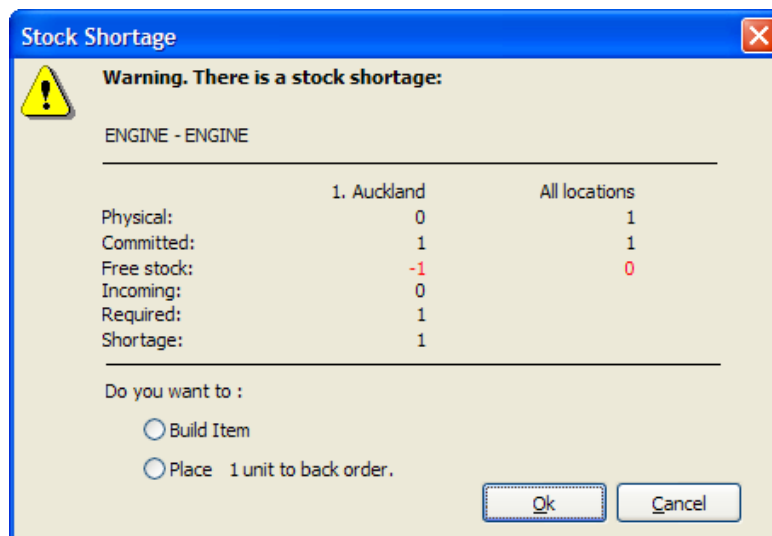 Stock Shortage
Warning. There is a stock shortage:
ENGINE - ENGINE
1. Auckland All locations
Physical: 0 1
Committed: 1 1
Free stock: -1 0
Incoming: 0
Required: 1
Shortage: 1
Do you want to :
Build Item
Place 1 unit to back order.
Ok Cancel